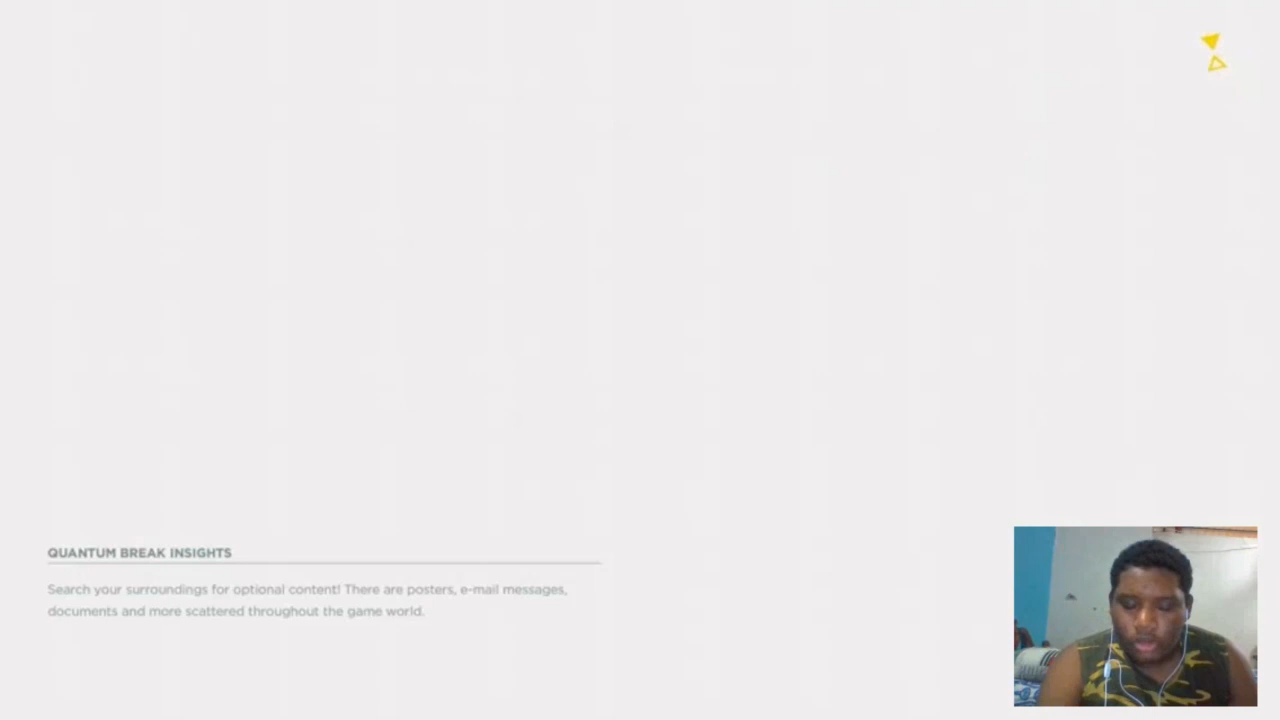 QUANTUM BREAK INSIGHTS
Search your surroundings for optional content! There are posters, e-mail messages,
documents and more scattered throughout the game world.